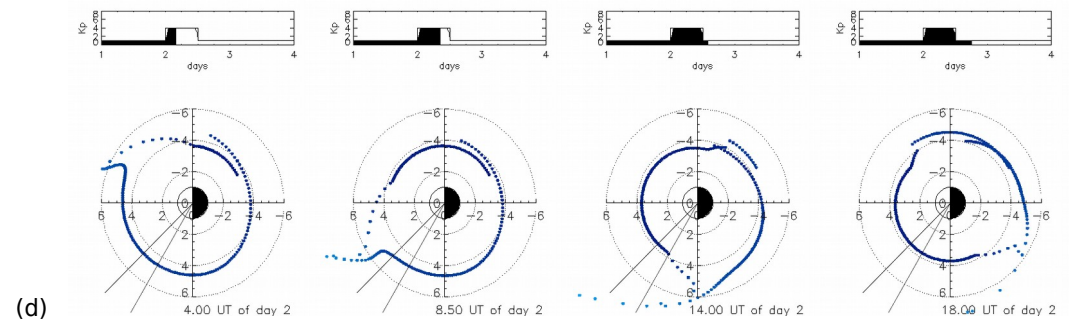 8 8 8 8
6 6 6 6
Kp 4 Kp 4 Kp 4 Kp 4
2 2 2 2
0 0 0 0
1 2 3 4 1 2 3 4 1 2 3 4 1 2 3 4
days days days days
-6 -6 -6 -6
-4 -4 -4 -4
-2 -2 -2 -2
6 4 2 0 -2 -4 -6 6 4 2 0 -2 -4 -6 6 4 2 0 -2 -4 -6 6 4 2 0 -2 -4 -6
2 2 2 2
4 4 4 4
6 6 6 6
(d) 4.00 UT of day 2 8.50 UT of day 2 14.00 UT of day 2 18.00 UT of day 2